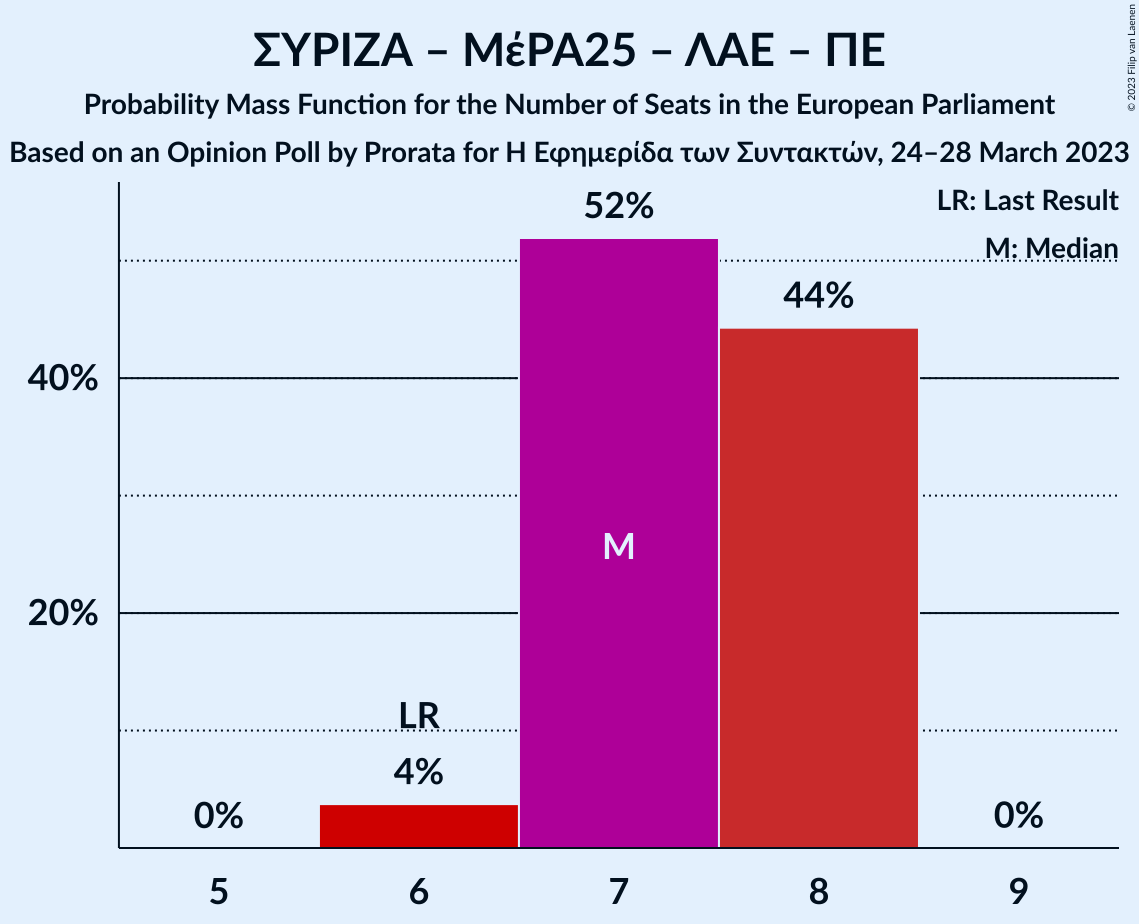 ΣΥΡΙΖΑ – ΜέΡΑ25 – ΛΑΕ – ΠΕ
Probability Mass Function for the Number of Seats in the European Parliament
Based on an Opinion Poll by Prorata for Η Εφημερίδα των Συντακτών, 24–28 March 2023
© 2023 Filip van Laenen
LR: Last Result
M: Median
52%
44%
40%
M
20%
LR
4%
0%
0%
5 6 7 8 9